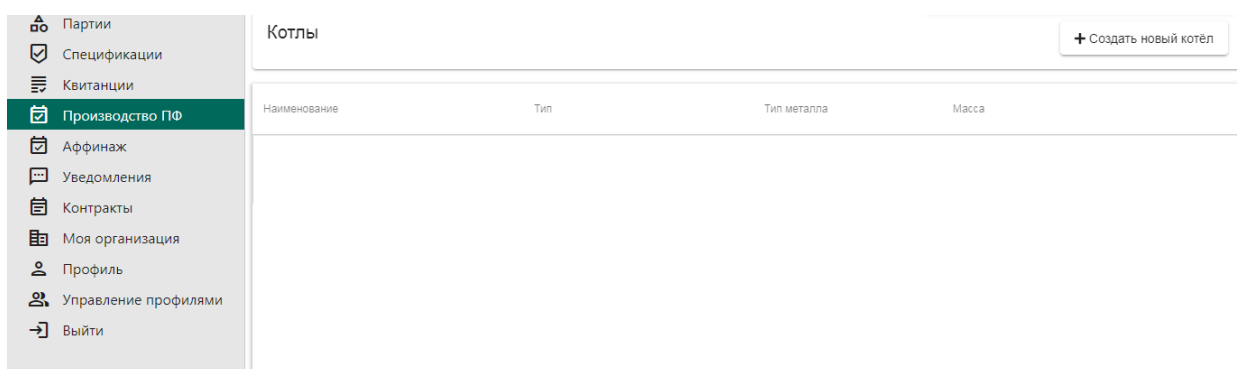 Партии
Спецификации
Квитанции
Производство ПФ
Аффинаж
Уведомления
Контракты
Моя организация
Профиль
Управление профилями
Выйти
Котлы
+ Создать новый котёл
Наименование Тип Тип металла Масса